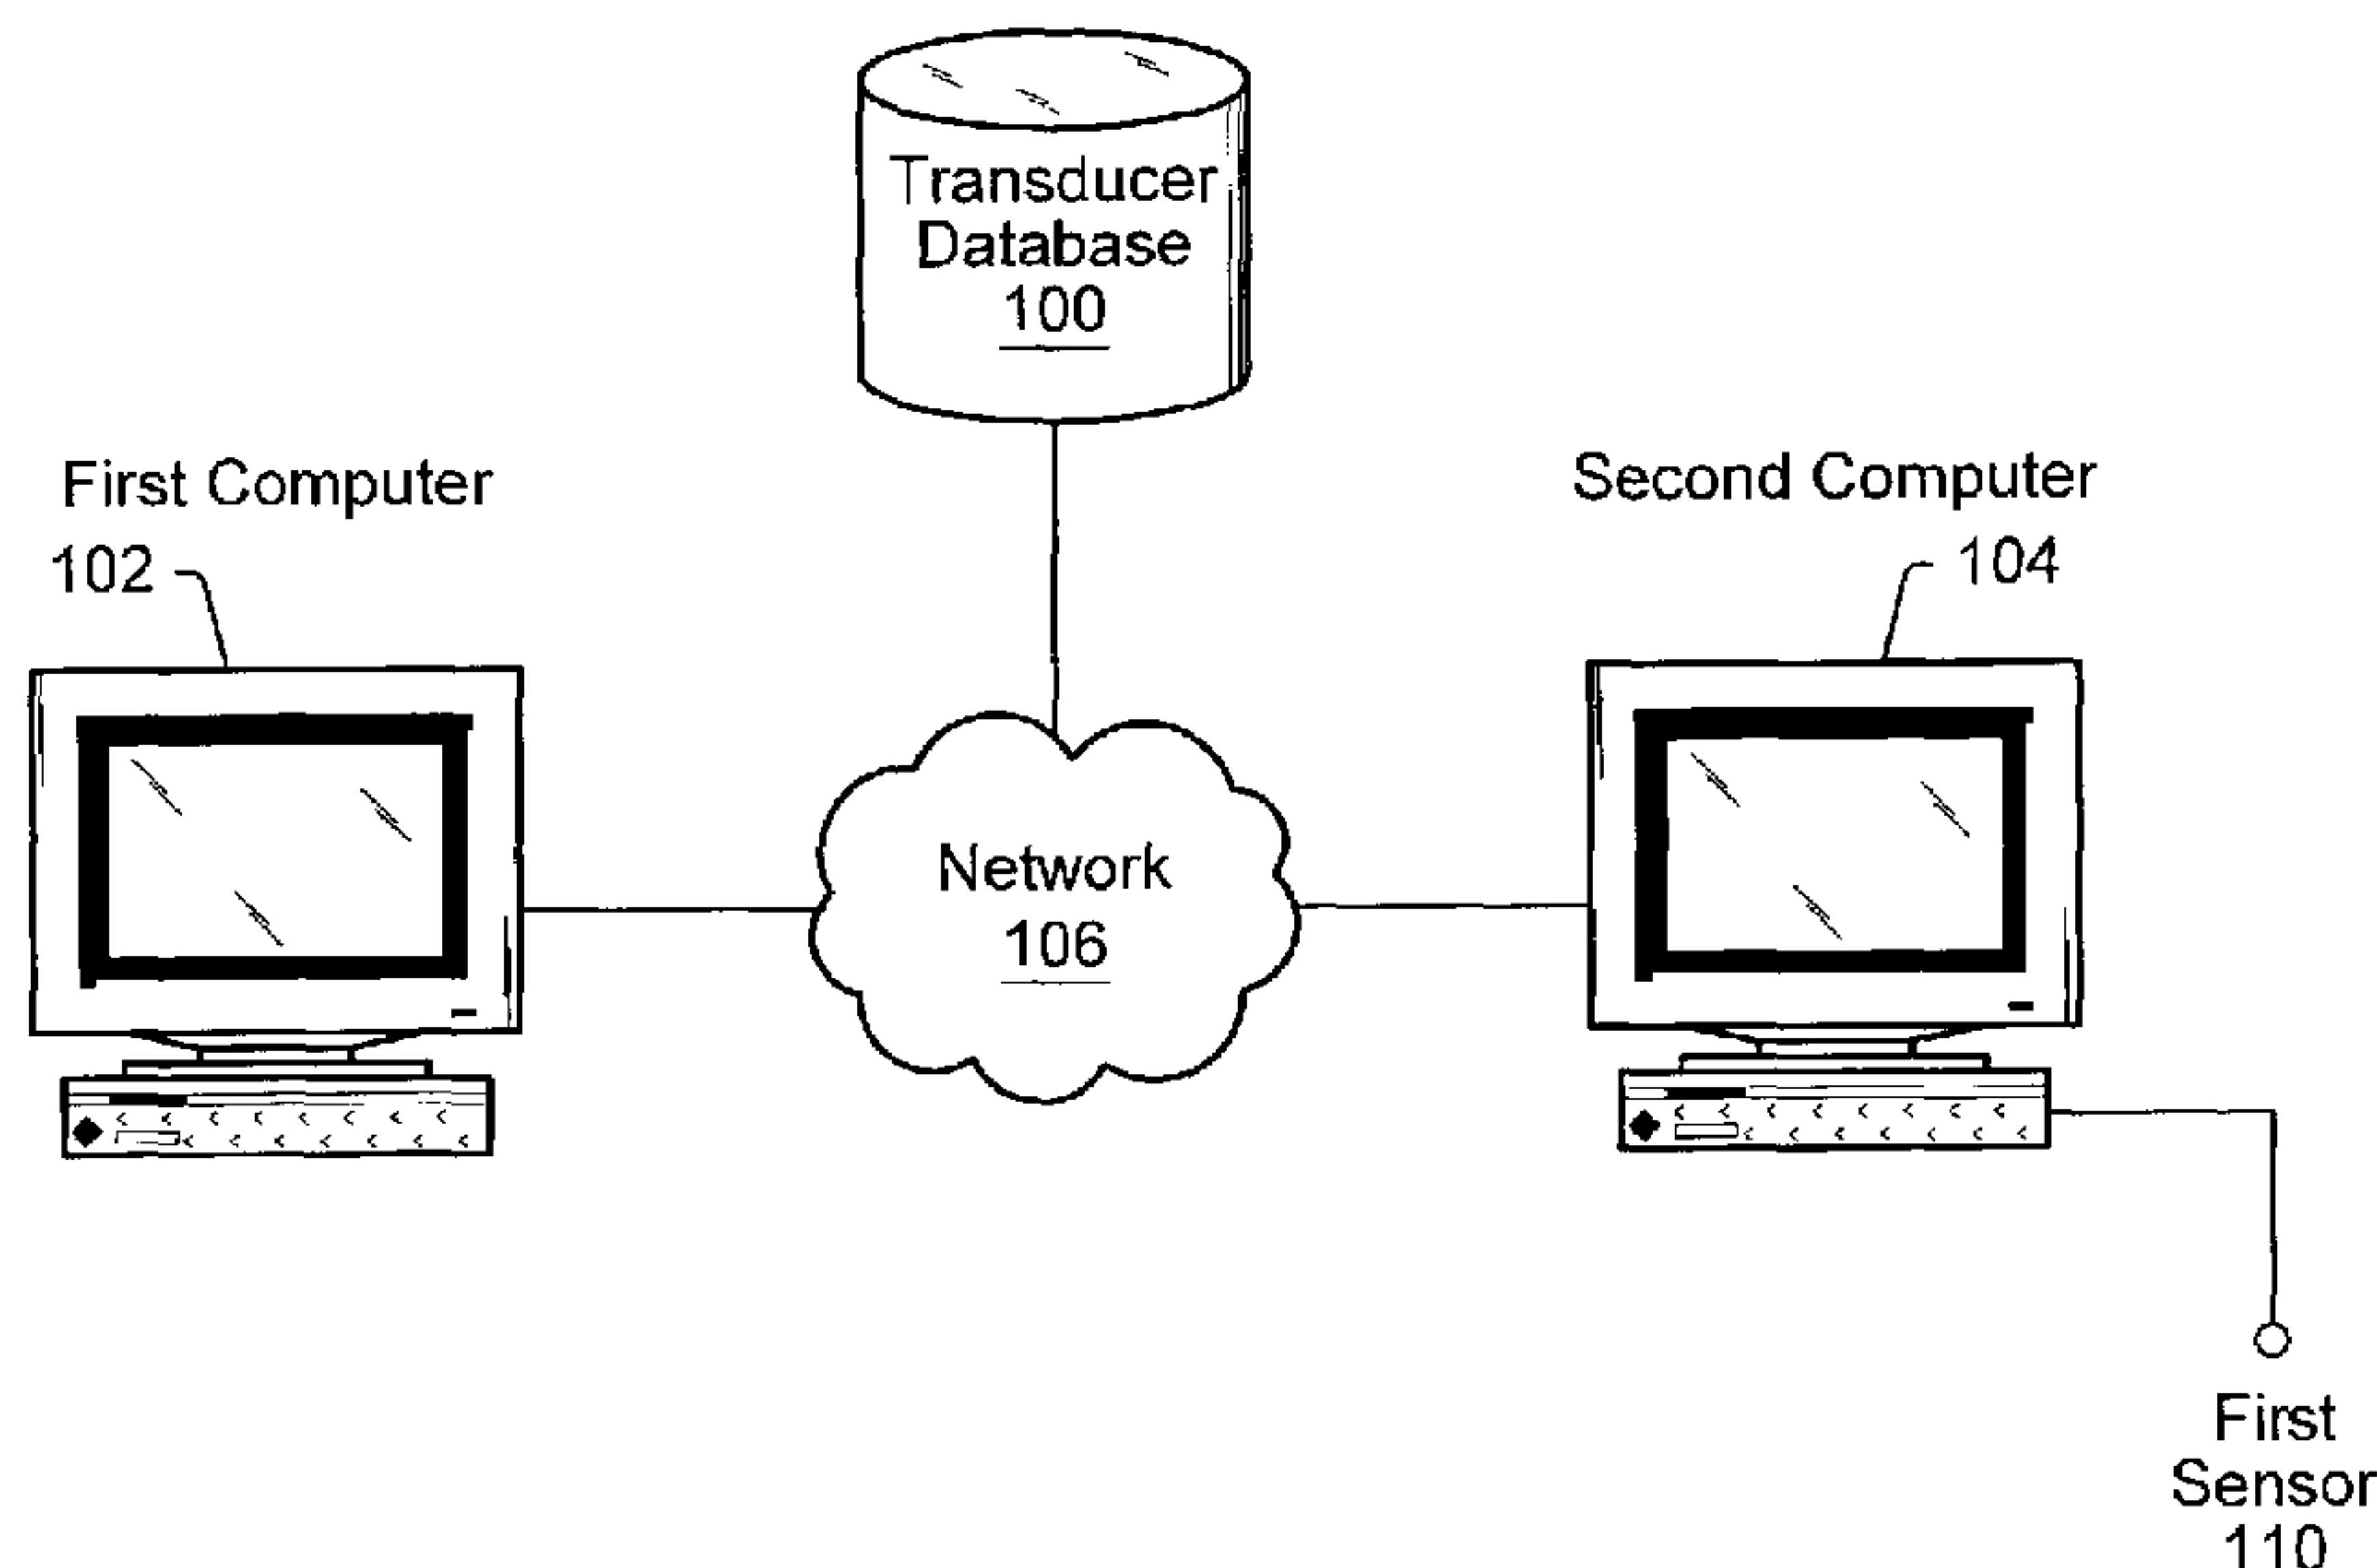 Transducer
Database
100
First Computer
102
Second Computer
104
Network
106
First
Sensor
110